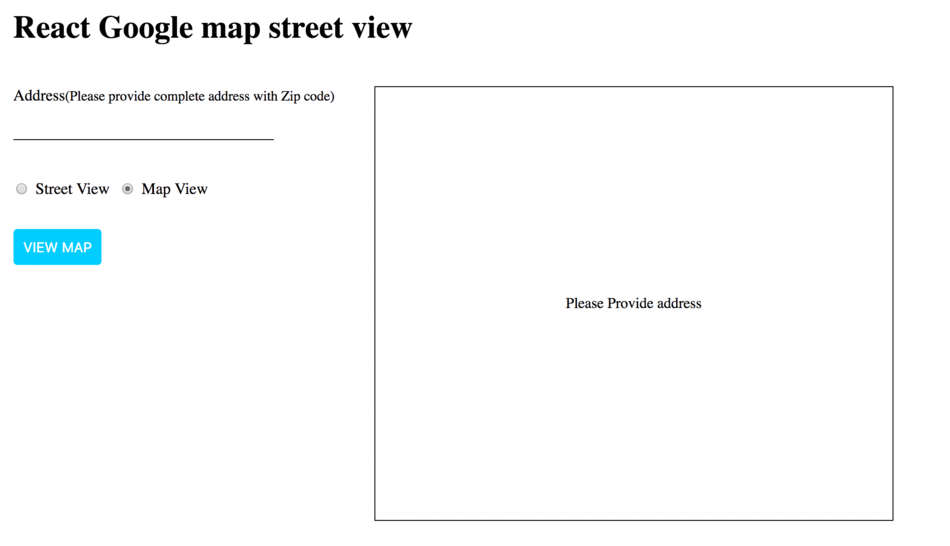 React Google map street view
Address(Please provide complete address with Zip code)
Street View Map View
VIEW MAP
Please Provide address